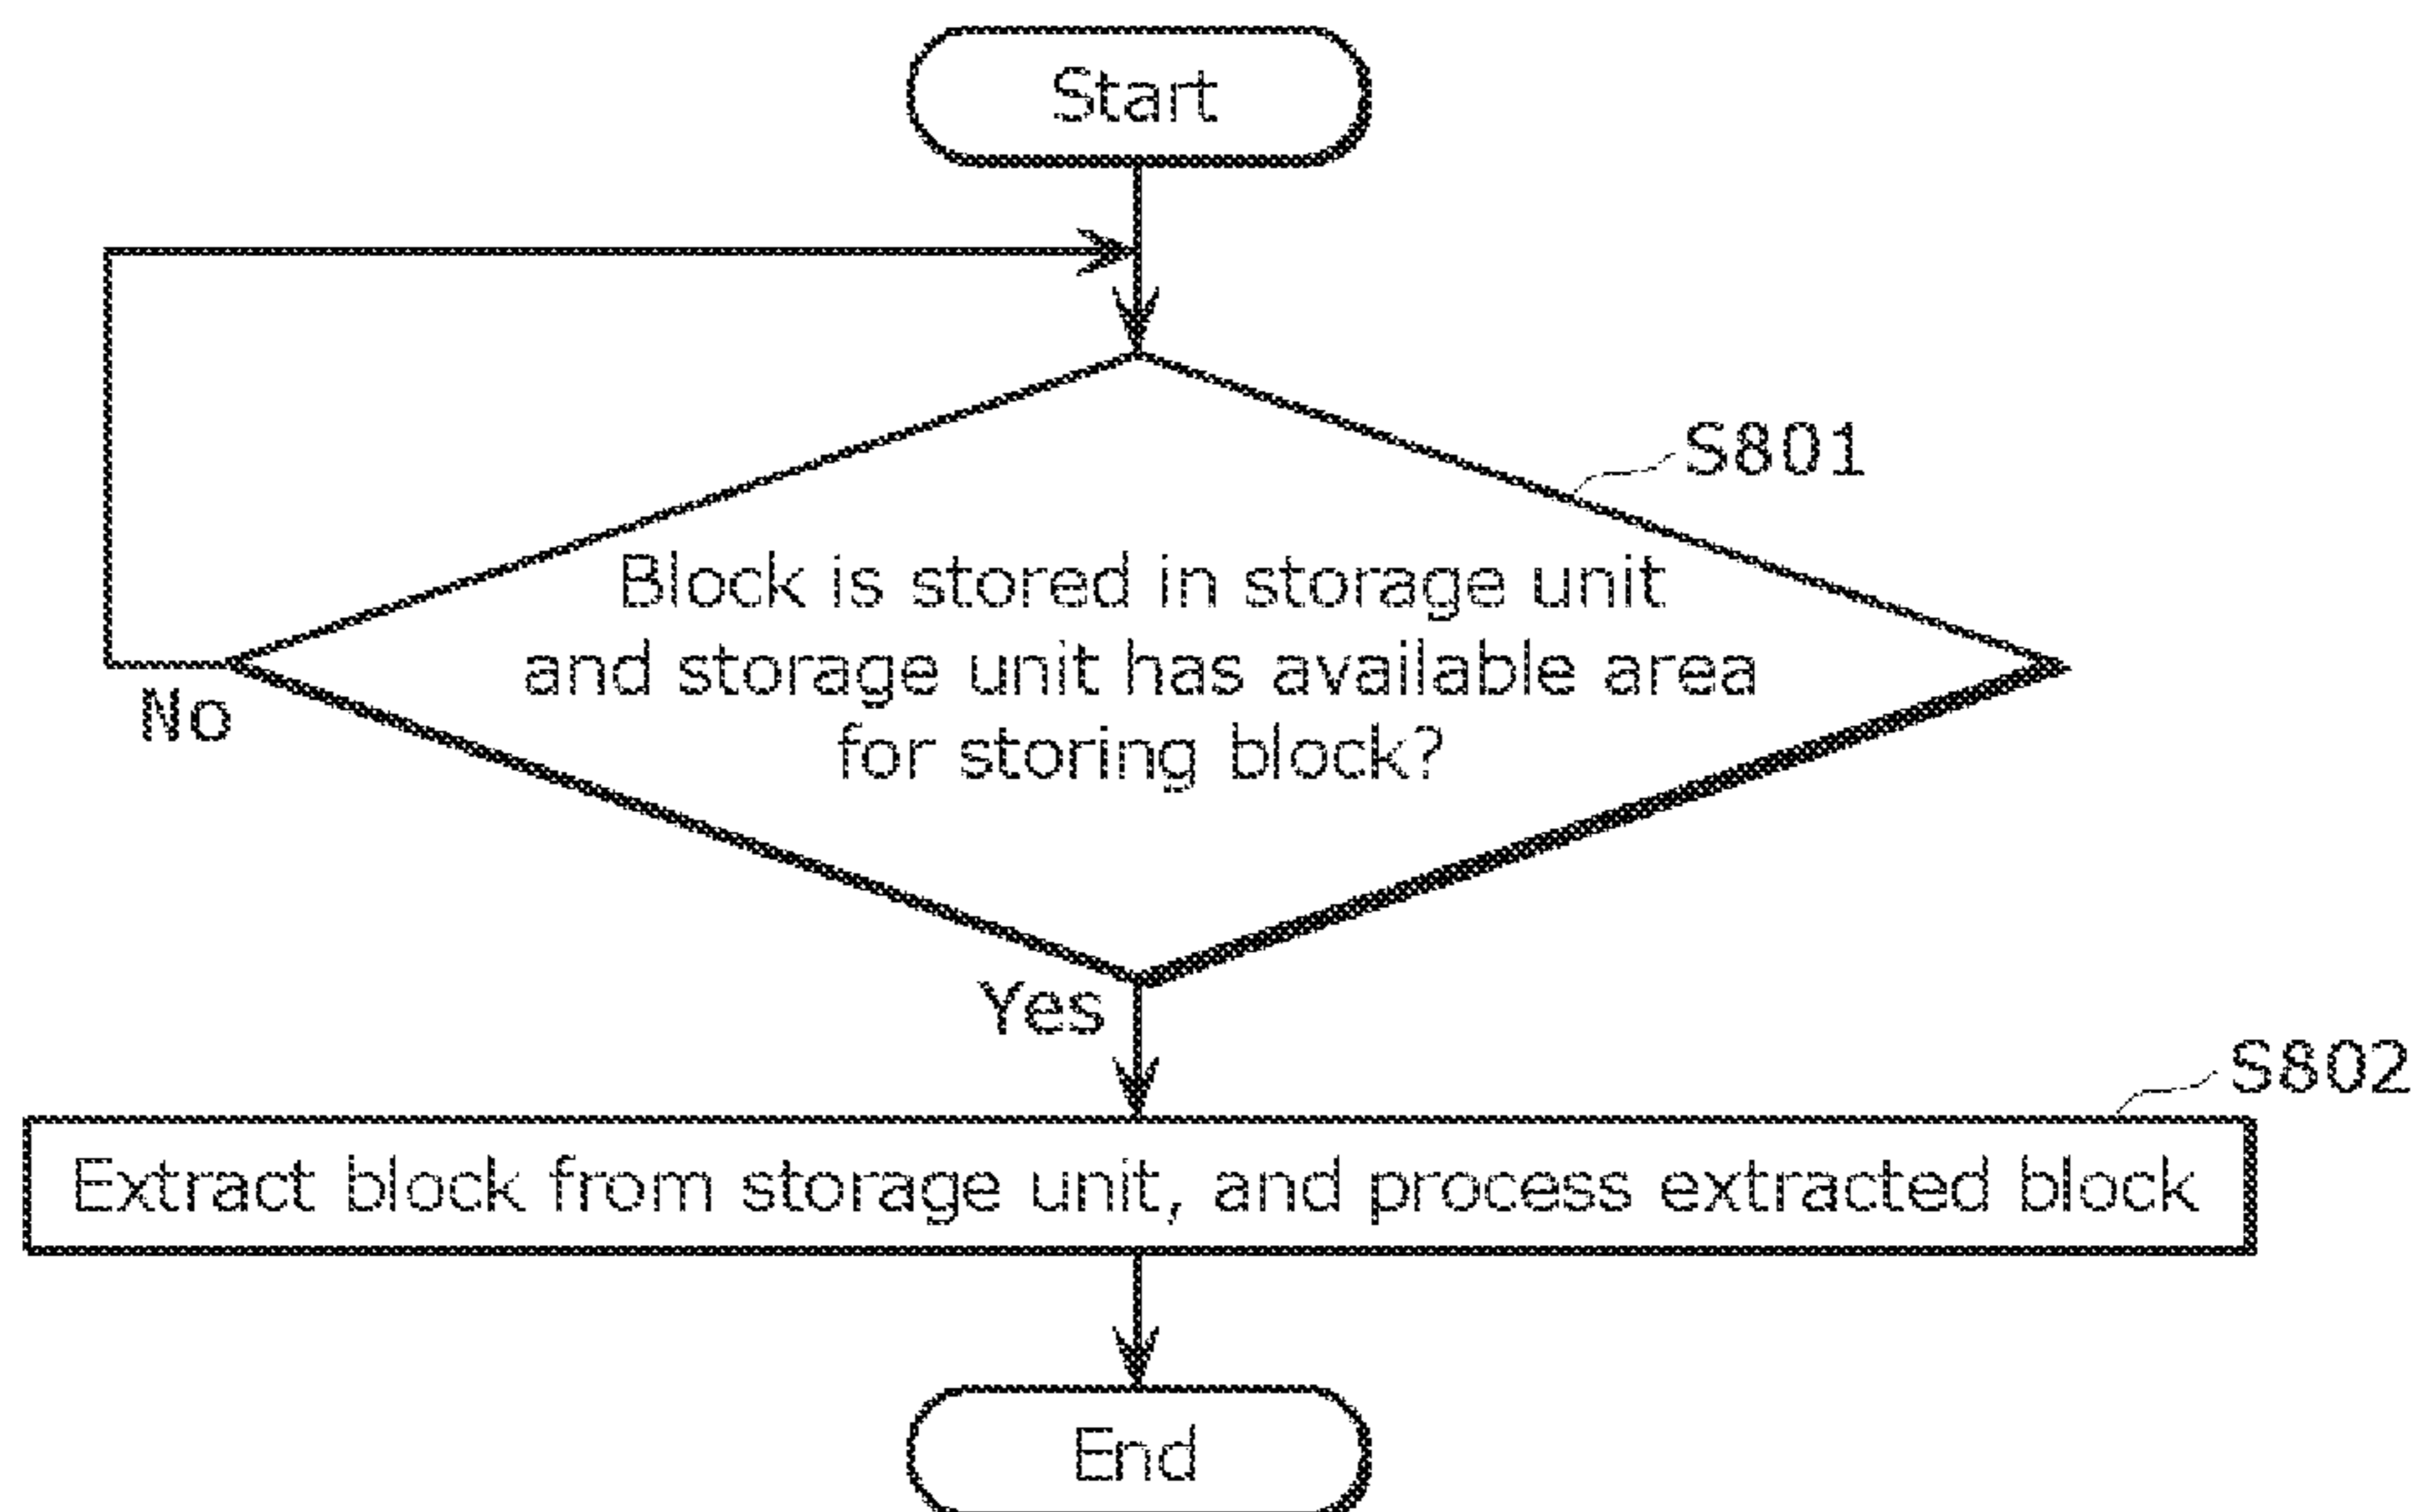 Start
S801
Block is stored in storage unit
and storage unit has available area
for storing block?
No
Yes
S802
Extract block from storage unit, and process extracted block
End